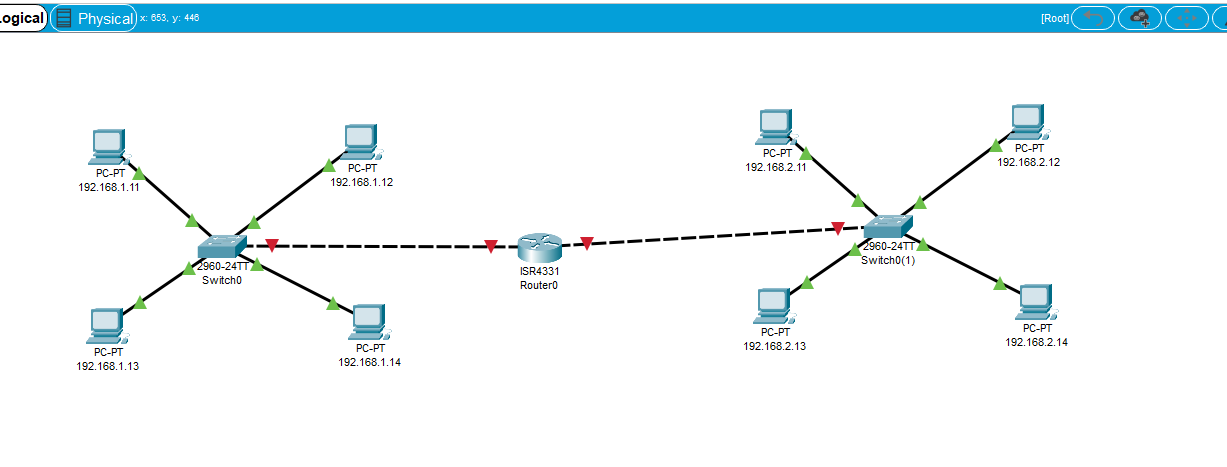 Logical
Physical
x: 653, y: 446
[Root]
PC-PT
192.168.1.11
PC-PT
192.168.1.12
PC-PT
192.168.2.11
PC-PT
192.168.2.12
2960-24TT
Switch0
ISR4331
Router0
2960-24TT
Switch0(1)
PC-PT
192.168.1.13
PC-PT
192.168.1.14
PC-PT
192.168.2.13
PC-PT
192.168.2.14